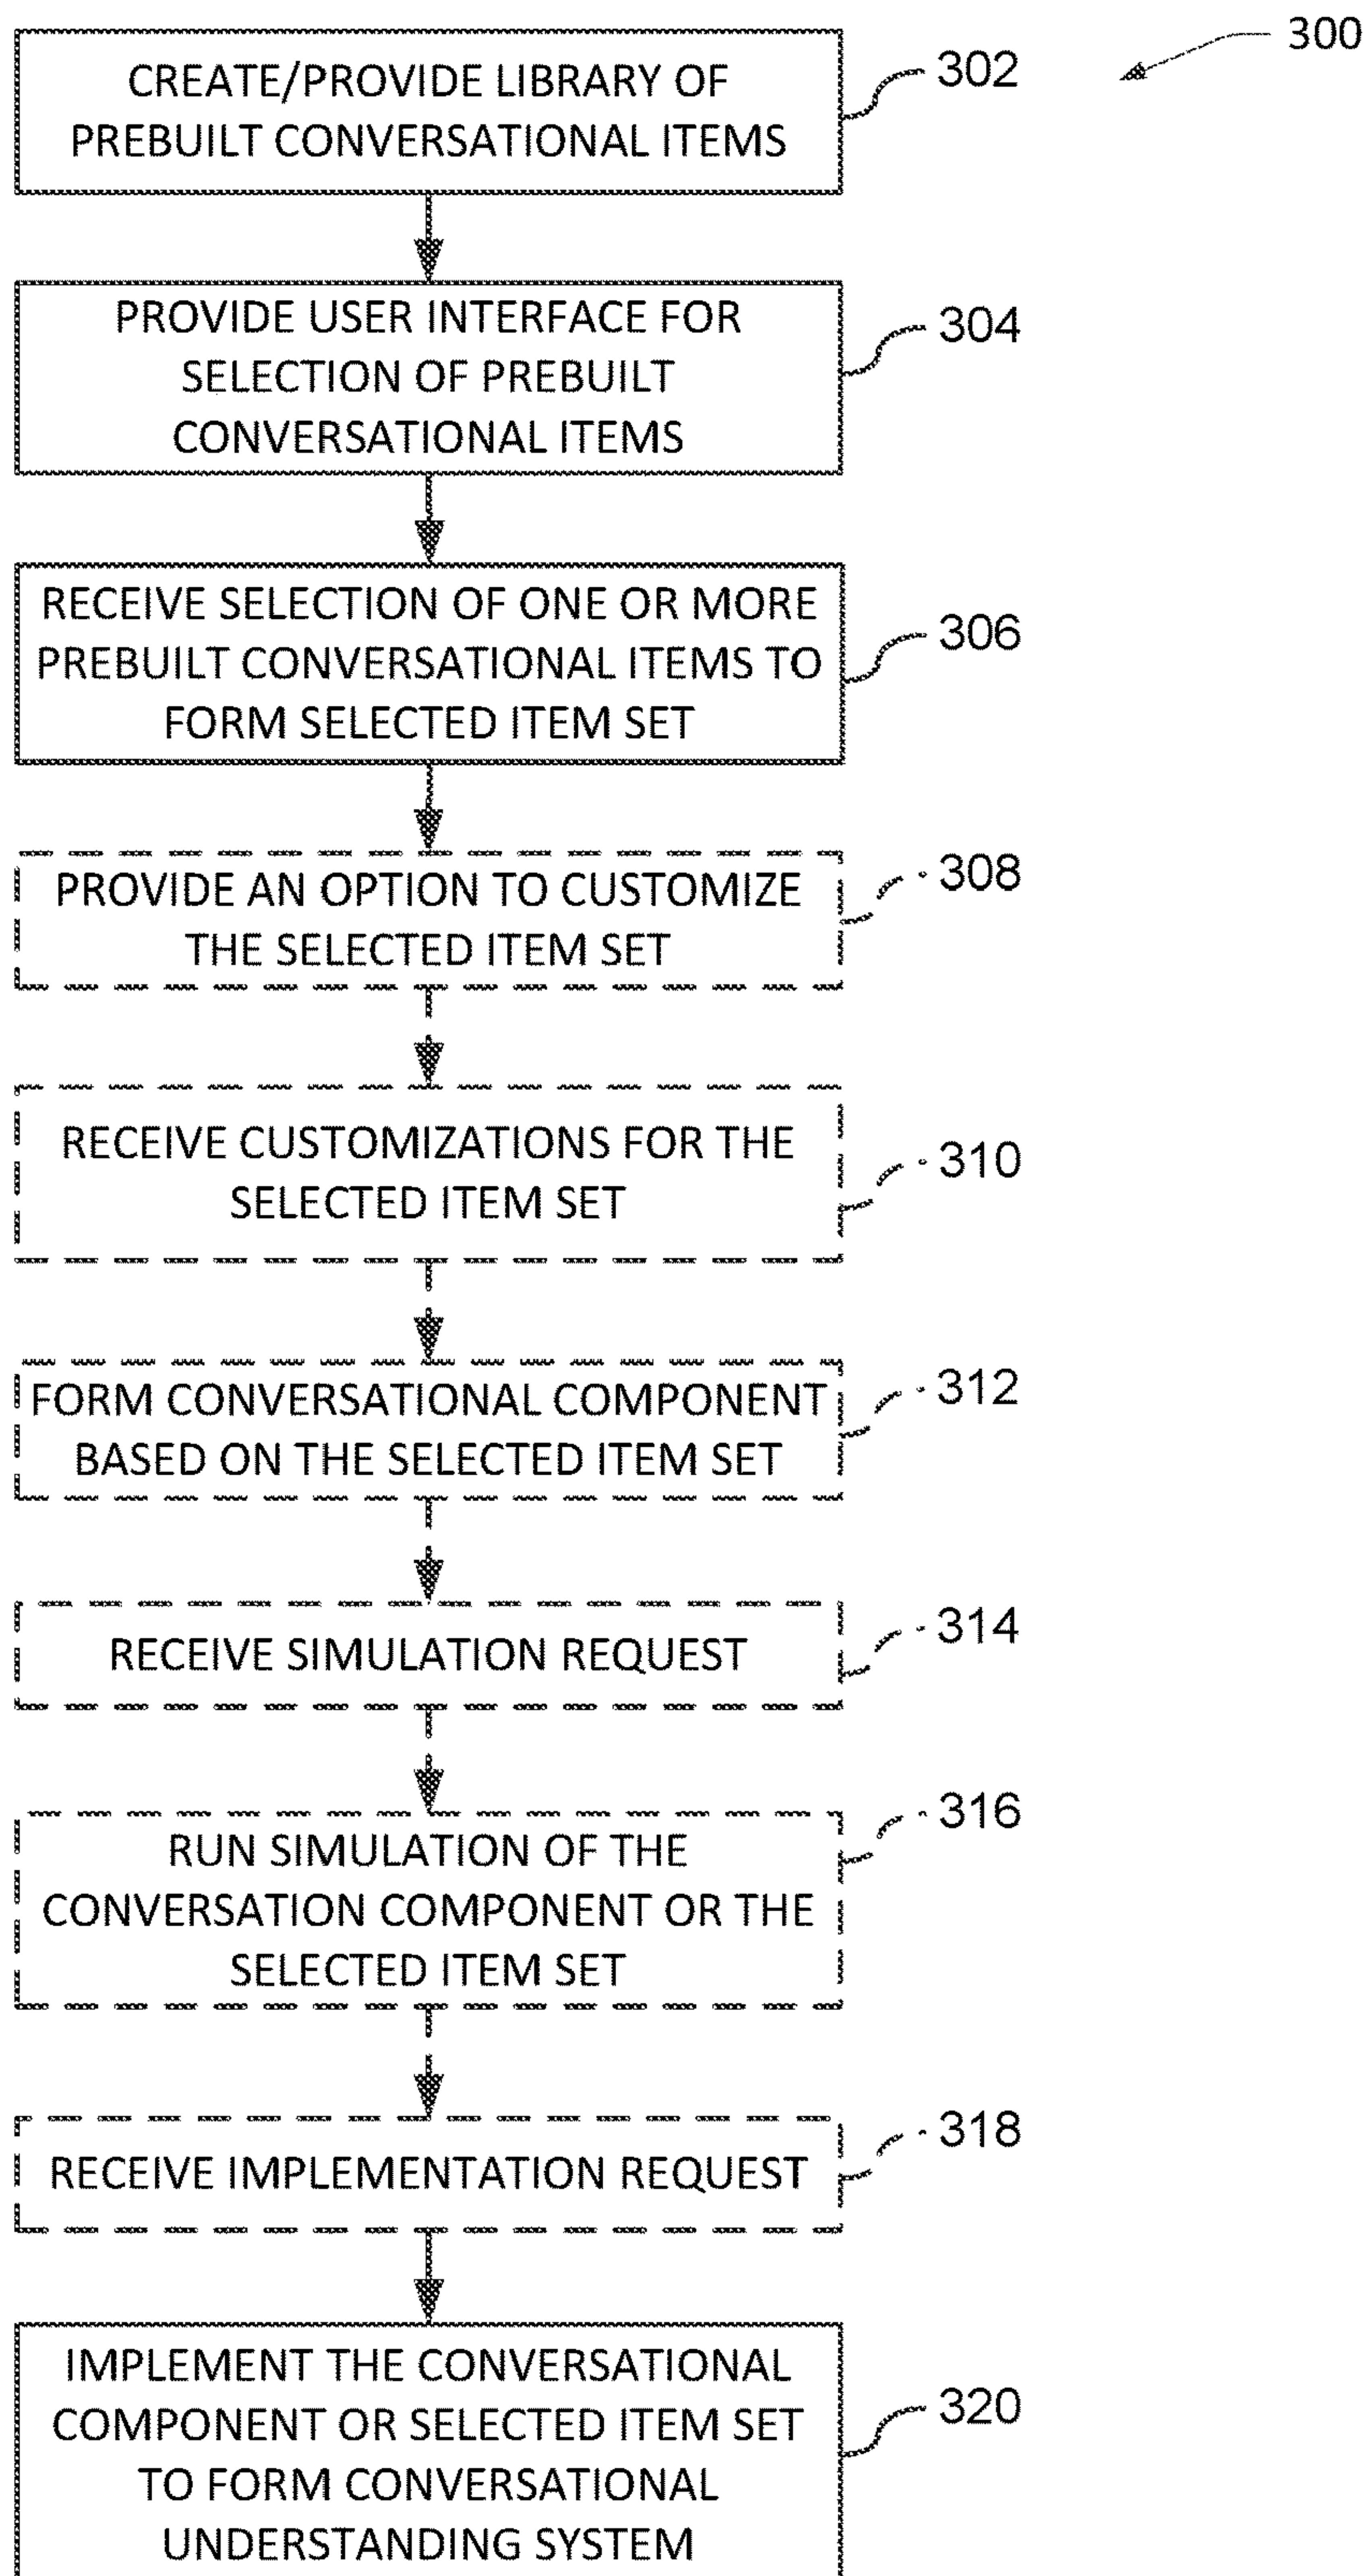 300
CREATE/PROVIDE LIBRARY OF
PREBUILT CONVERSATIONAL ITEMS
302
PROVIDE USER INTERFACE FOR
SELECTION OF PREBUILT
CONVERSATIONAL ITEMS
304
RECEIVE SELECTION OF ONE OR MORE
PREBUILT CONVERSATIONAL ITEMS TO
FORM SELECTED ITEM SET
306
PROVIDE AN OPTION TO CUSTOMIZE
THE SELECTED ITEM SET
308
RECEIVE CUSTOMIZATIONS FOR THE
SELECTED ITEM SET
310
FORM CONVERSATIONAL COMPONENT
BASED ON THE SELECTED ITEM SET
312
RECEIVE SIMULATION REQUEST
314
RUN SIMULATION OF THE
CONVERSATION COMPONENT OR THE
SELECTED ITEM SET
316
RECEIVE IMPLEMENTATION REQUEST
318
IMPLEMENT THE CONVERSATIONAL
COMPONENT OR SELECTED ITEM SET
TO FORM CONVERSATIONAL
UNDERSTANDING SYSTEM
320